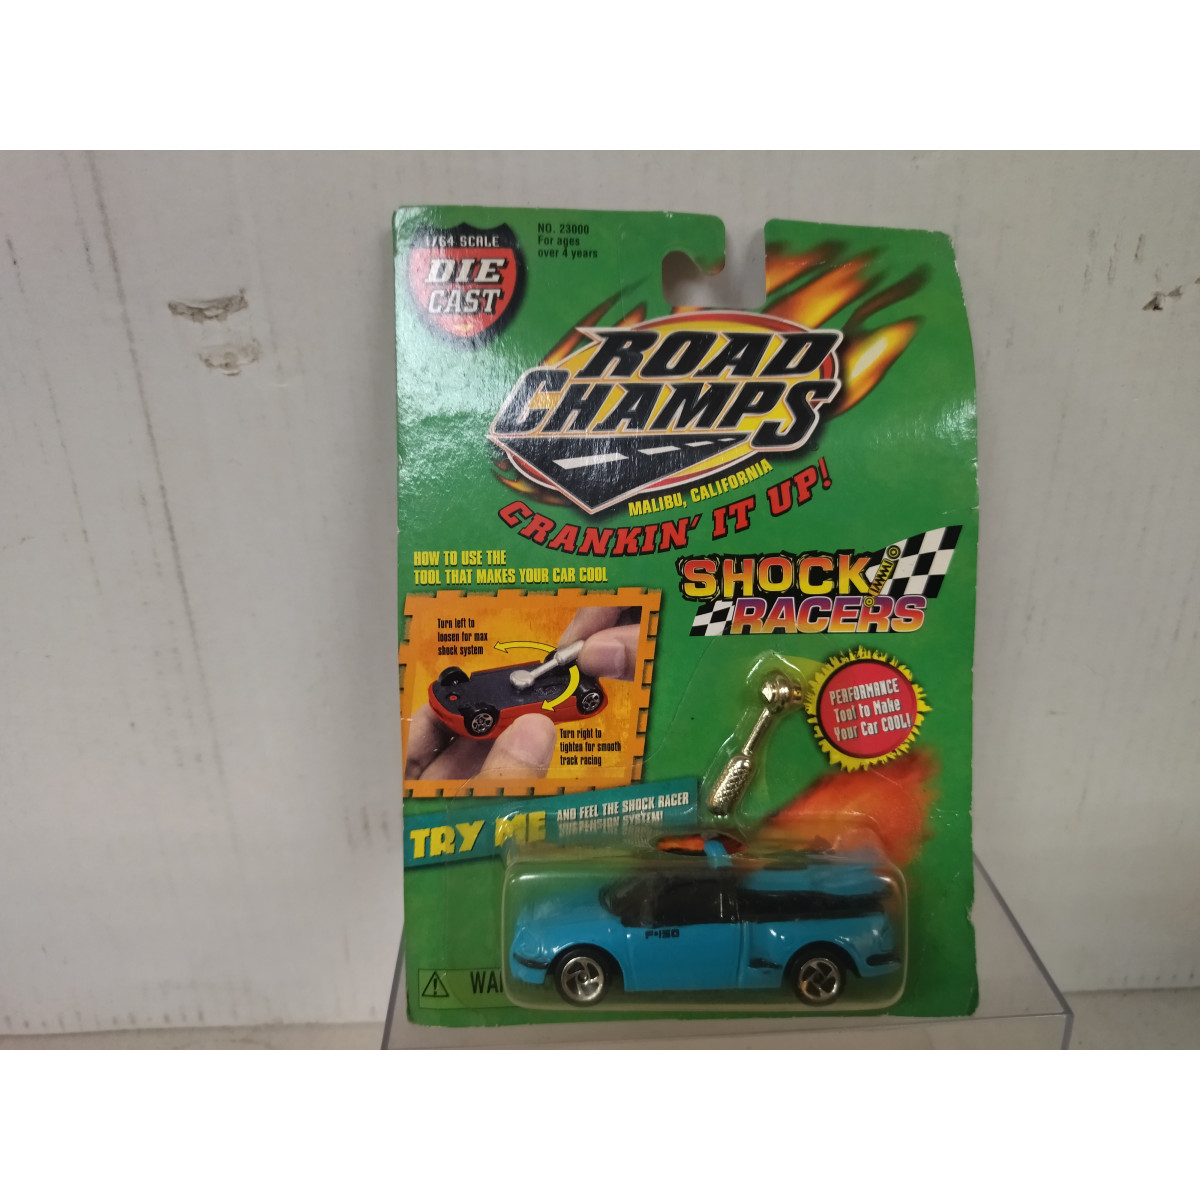 1/64 SCALE
DIE
CAST
NO. 23000
For ages
over 4 years
ROAD
CHAMPS
MALIBU, CALIFORNIA
CRANKIN' IT UP!
HOW TO USE THE
TOOL THAT MAKES YOUR CAR COOL
SHOCK
RACERS
Turn left to
loosen for max
shock system
Turn right to
tighten for smooth
track racing
PERFORMANCE
Tool to Make
Your Car COOL!
TRY ME
AND FEEL THE SHOCK RACER
SUSPENSION SYSTEM!
F-150